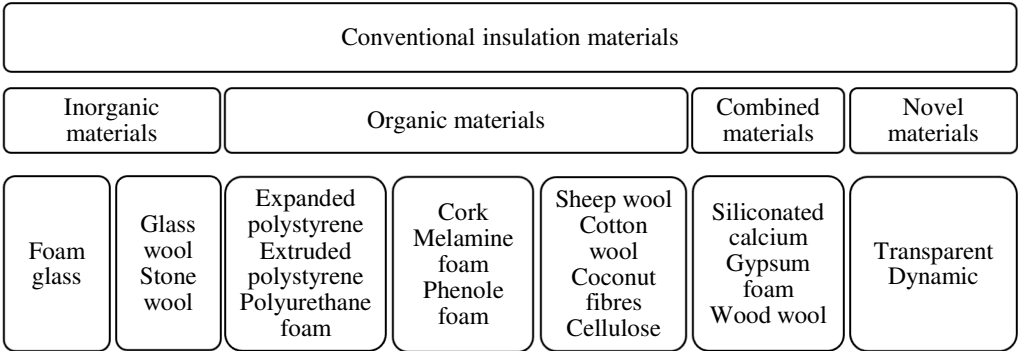 Conventional insulation materials
Inorganic
materials
Organic materials
Combined
materials
Novel
materials
Foam
glass
Glass
wool
Stone
wool
Expanded
polystyrene
Extruded
polystyrene
Polyurethane
foam
Cork
Melamine
foam
Phenole
foam
Sheep wool
Cotton
wool
Coconut
fibres
Cellulose
Siliconated
calcium
Gypsum
foam
Wood wool
Transparent
Dynamic